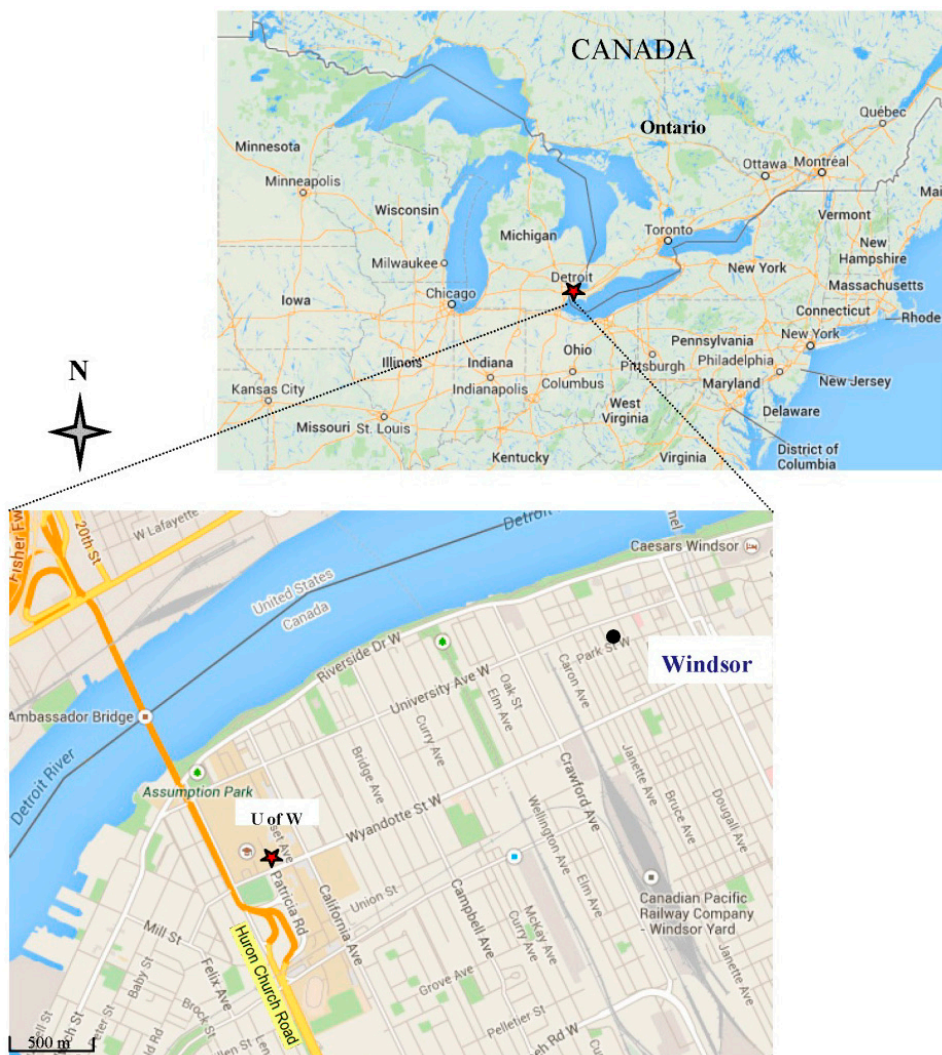 CANADA
Ontario
Québec
Minnesota
Ottawa
Montréal
Minneapolis
Wisconsin
Michigan
Toronto
Vermont
New
Hampshire
Milwaukee
Detroit
New York
Massachusetts
Iowa
Chicago
Connecticut
Rhode
Illinois
Indiana
Ohio
Pennsylvania
New York
Pittsburgh
Philadelphia
N
Kansas City
Indianapolis
Columbus
Maryland
New Jersey
West
Virginia
Delaware
Missouri
St. Louis
District of
Columbia
Kentucky
Virginia
Fisher Fw
20th St
W Lafayette
Detroit
Caesars Windsor
United States
Canada
Riverside Dr W
Park St W
Windsor
University Ave W
Caron Ave
Oak St
Elm Ave
Ambassador Bridge
Curry Ave
Bridge Ave
Detroit River
Assumption Park
Crawford Ave
Janette Ave
Bruce Ave
Dougall Ave
U of W
Wyandotte St W
Wellington Ave
Patricia Rd
California Ave
Union St
Campbell Ave
Elm Ave
Canadian Pacific
Railway Company
- Windsor Yard
McKay Ave
Curry Ave
Mill St
Huron Church Road
Felix Ave
Baby St
Grove Ave
Janette Ave
Peter St
Brock St
Pelletier St
500 m